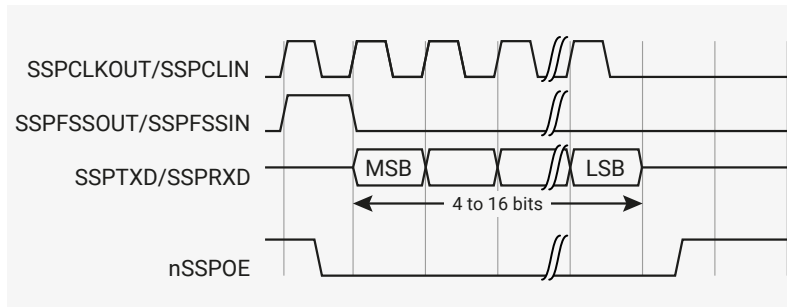 SSPCLKOUT/SSPCLIN
SSPFSSOUT/SSPFSSIN
SSPTXD/SSPRXD
MSB
LSB
4 to 16 bits
nSSPOE